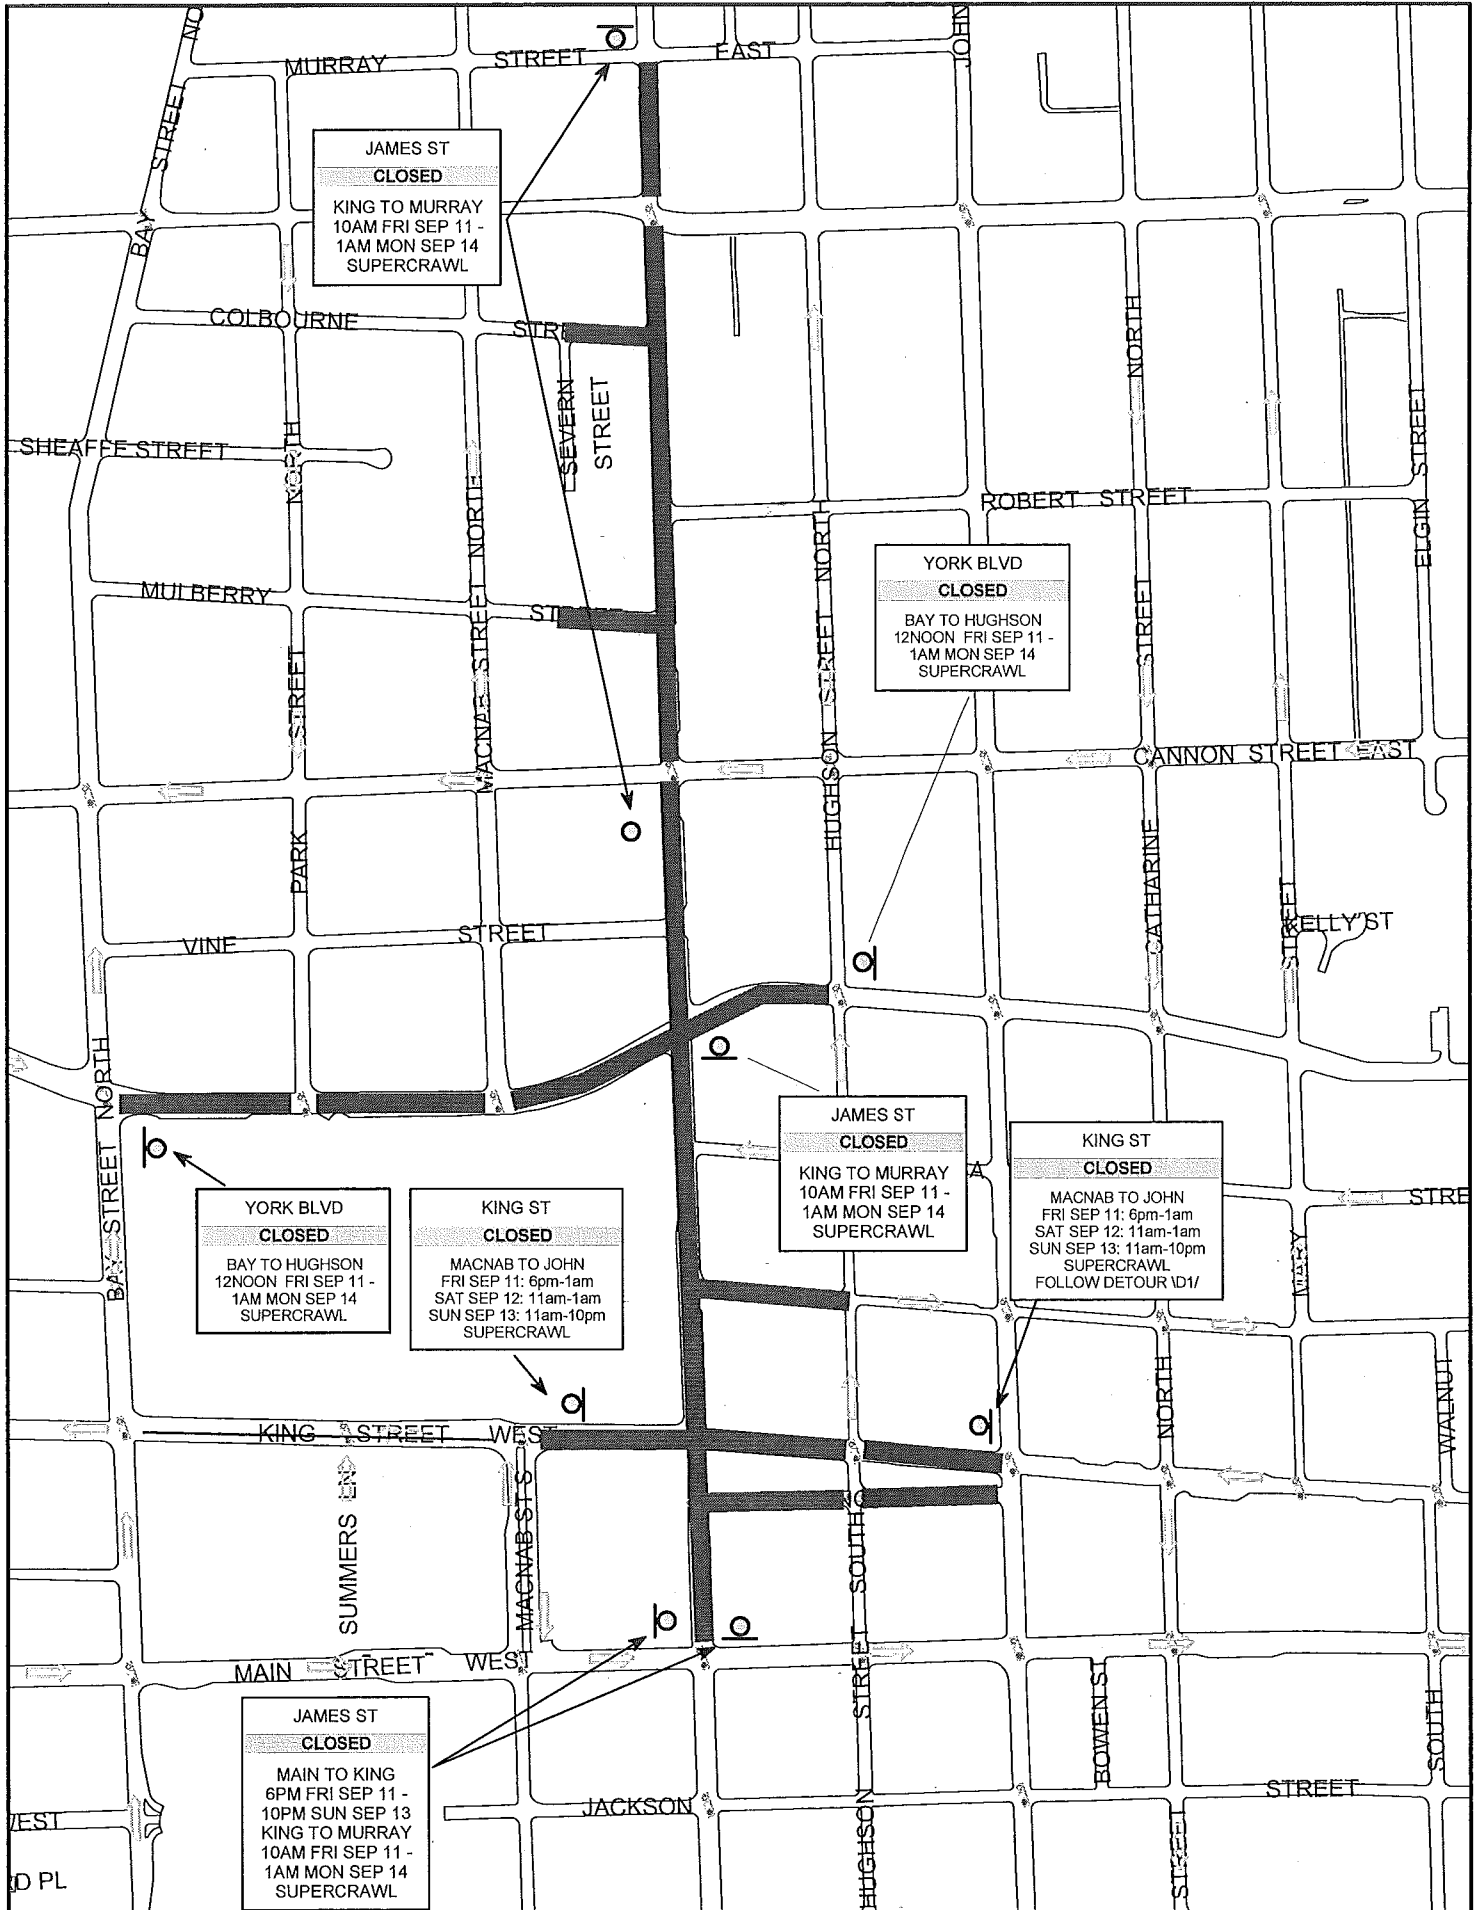 NO
MURRAY STREET EAST
JOHN
STREET
BAY
JAMES ST
CLOSED
KING TO MURRAY
10AM FRI SEP 11 -
1AM MON SEP 14
SUPERCRAWL
COLBOURNE
NORTH
SHEAFFE STREET
NORTH
SEVERN
STREET
STREET
ELGIN
ROBERT STREET
NORTH
MULBERRY
YORK BLVD
CLOSED
BAY TO HUGHSON
12NOON FRI SEP 11 -
1AM MON SEP 14
SUPERCRAWL
STREET
MACNAB STREET NORTH
HUGHSON STREET NORTH
STREET
CANNON STREET EAST
PARK
CATHARINE
STREET
KELLY ST
VINE STREET
BAY STREET NORTH
JAMES ST
CLOSED
KING TO MURRAY
10AM FRI SEP 11 -
1AM MON SEP 14
SUPERCRAWL
KING ST
CLOSED
MACNAB TO JOHN
FRI SEP 11: 6pm-1am
SAT SEP 12: 11am-1am
SUN SEP 13: 11am-10pm
SUPERCRAWL
FOLLOW DETOUR \D1/
A
STRE
MARY
YORK BLVD
CLOSED
BAY TO HUGHSON
12NOON FRI SEP 11 -
1AM MON SEP 14
SUPERCRAWL
KING ST
CLOSED
MACNAB TO JOHN
FRI SEP 11: 6pm-1am
SAT SEP 12: 11am-1am
SUN SEP 13: 11am-10pm
SUPERCRAWL
NORTH
WALNUT
KING STREET WEST
SUMMERS LN
MACNAB ST S
HUGHSON STREET SOUTH
MAIN STREET WEST
BOWEN ST
SOUTH
JAMES ST
CLOSED
MAIN TO KING
6PM FRI SEP 11 -
10PM SUN SEP 13
KING TO MURRAY
10AM FRI SEP 11 -
1AM MON SEP 14
SUPERCRAWL
JACKSON STREET
STREET
VEST
D PL